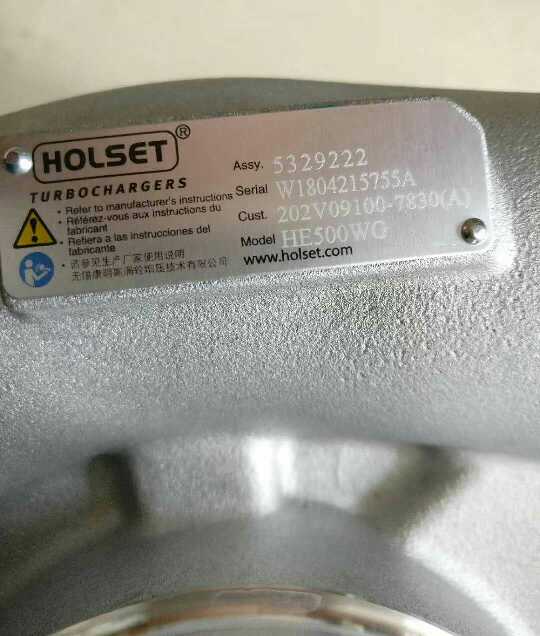 HOLSET®
TURBOCHARGERS
• Refer to manufacturer's instructions
• Référez-vous aux instructions du
fabricant
• Refiera a las instrucciones del
fabricante
• 请参见生产厂家使用说明
无锡康明斯涡轮增压技术有限公司
Assy. 5329222
Serial W1804215755A
Cust. 202V09100-7830(A)
Model HE500WG
www.holset.com